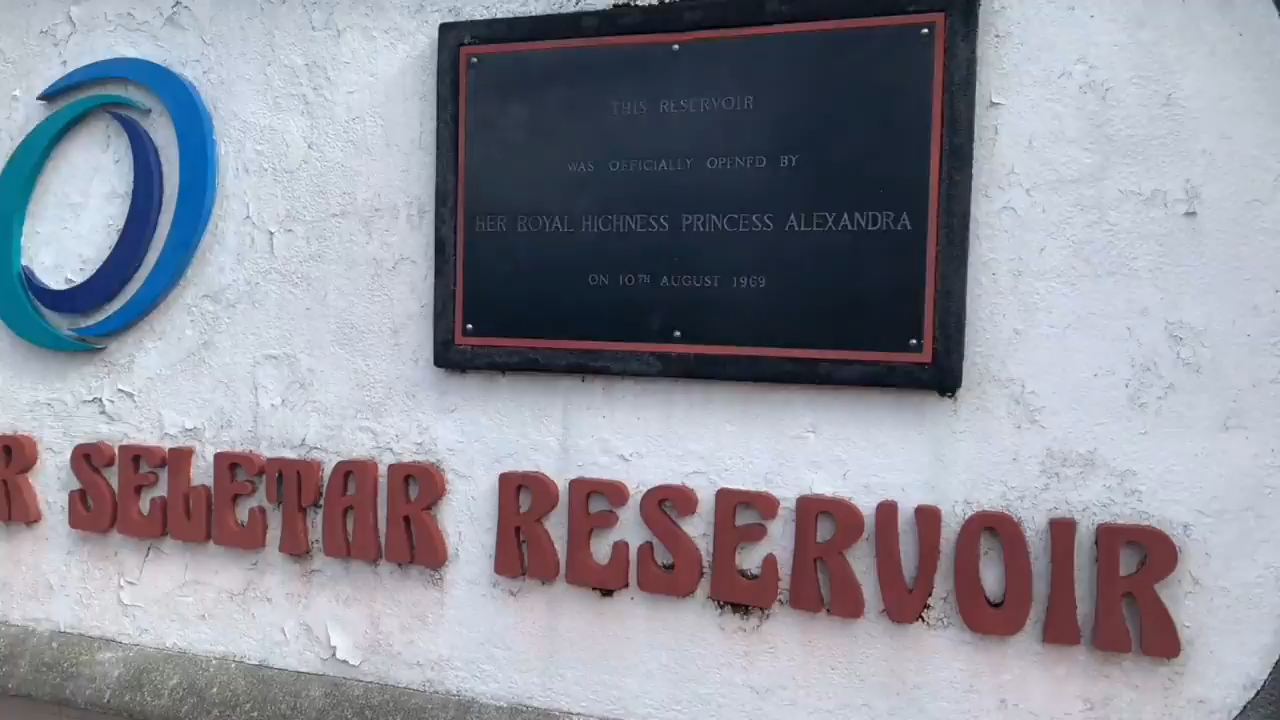 THIS RESERVOIR
WAS OFFICIALLY OPENED BY
HER ROYAL HIGHNESS PRINCESS ALEXANDRA
ON 10TH AUGUST 1969
R SELETAR RESERVOIR